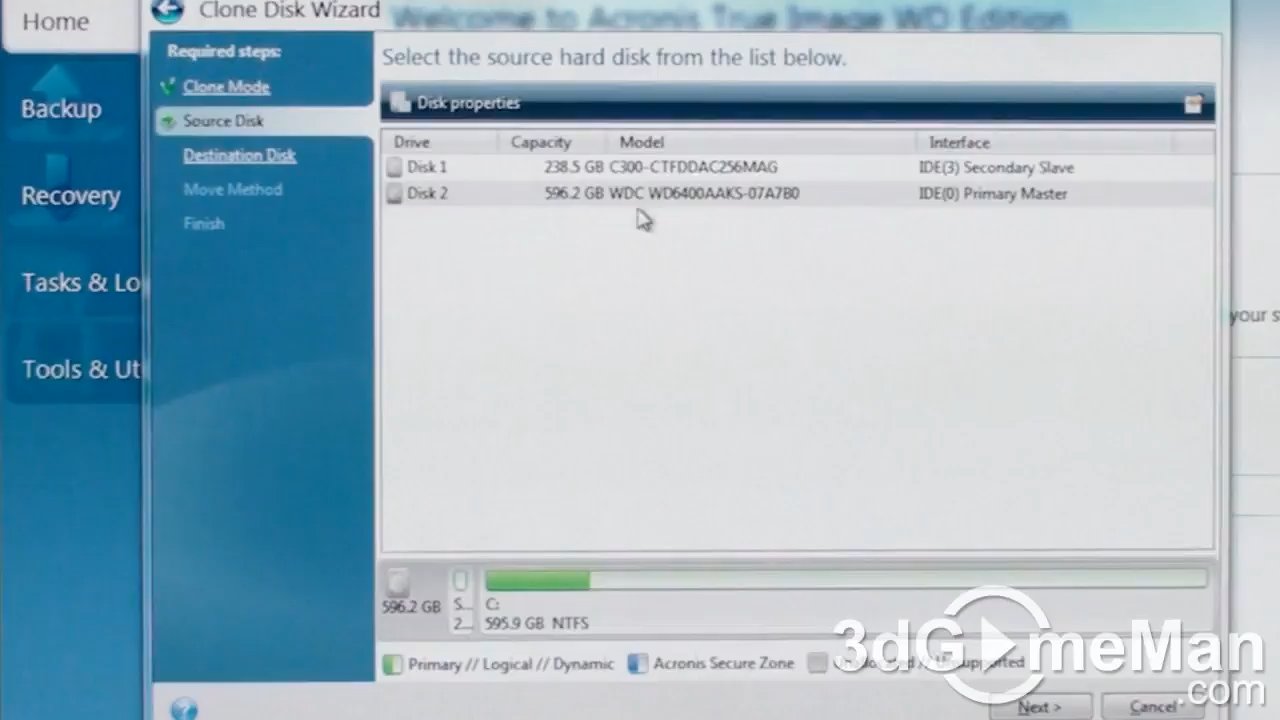 Home
Clone Disk Wizard
Welcome to Acronis True Image WD Edition
Required steps:
Clone Mode
Source Disk
Destination Disk
Move Method
Finish
Backup
Recovery
Tasks & Lo
Tools & Ut
Select the source hard disk from the list below.
Disk properties
Drive Capacity Model Interface
Disk 1 238.5 GB C300-CTFDDAC256MAG IDE(3) Secondary Slave
Disk 2 596.2 GB WDC WD6400AAKS-07A7B0 IDE(0) Primary Master
your s
596.2 GB S... C:
2... 595.9 GB NTFS
Primary // Logical // Dynamic Acronis Secure Zone
3dGameMan
.com
Next > Cancel